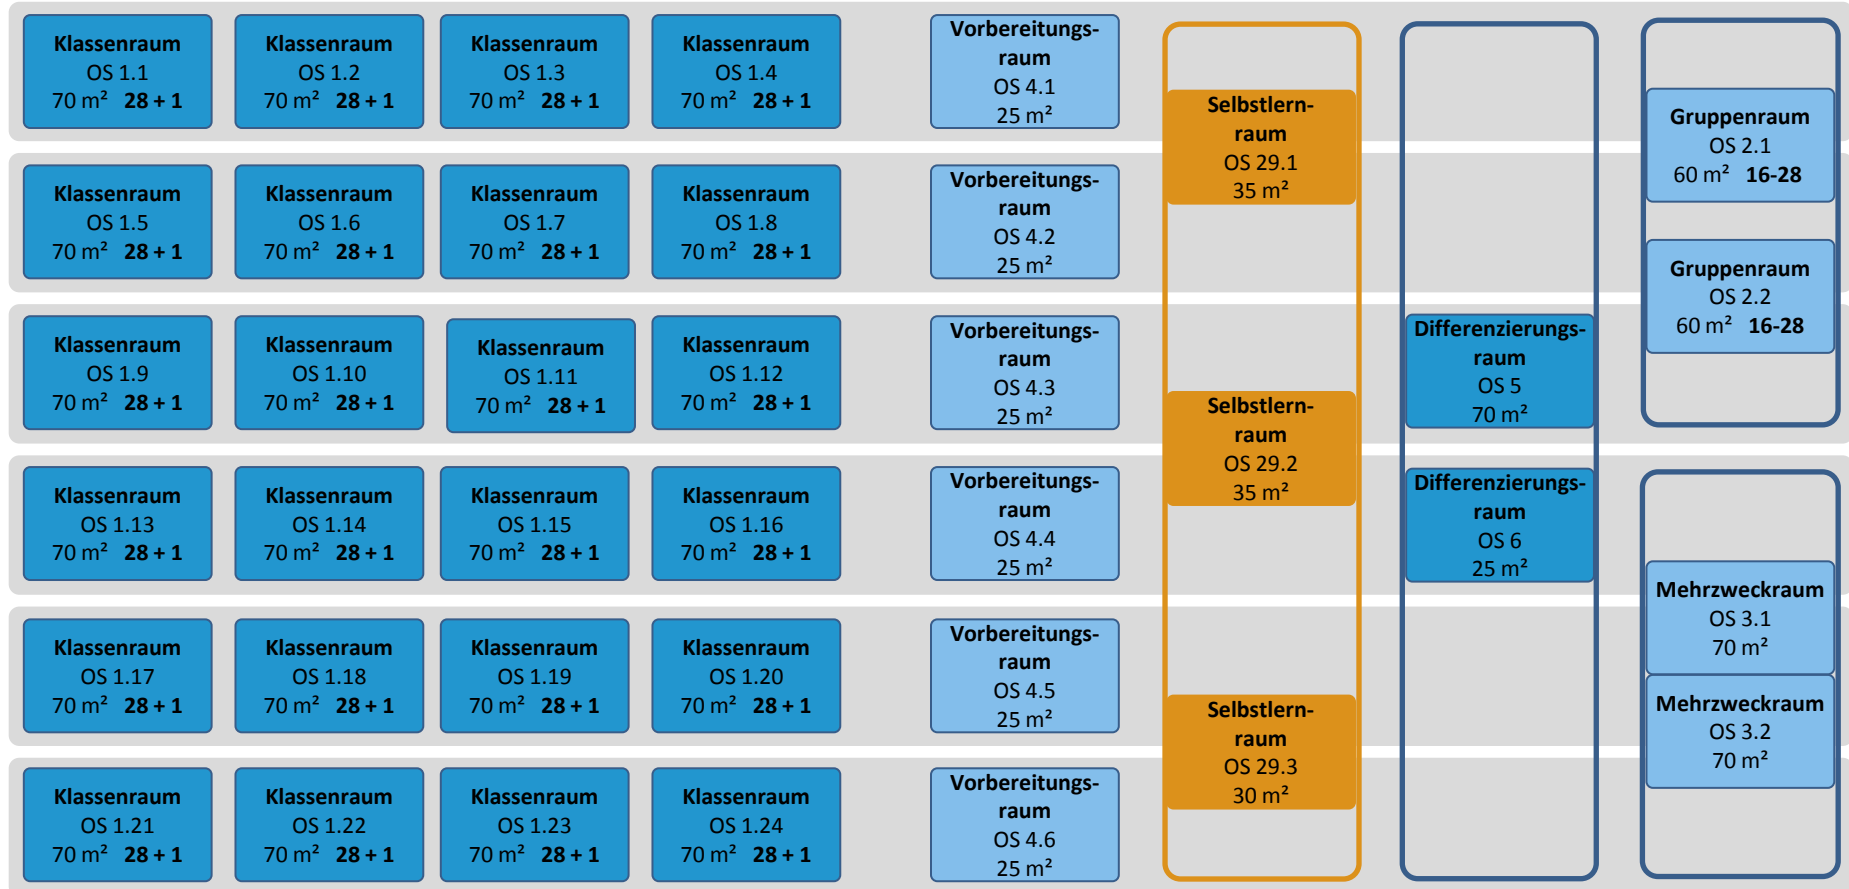 Klassenraum
OS 1.1
70 m² 28 + 1
Klassenraum
OS 1.2
70 m² 28 + 1
Klassenraum
OS 1.3
70 m² 28 + 1
Klassenraum
OS 1.4
70 m² 28 + 1
Vorbereitungs-
raum
OS 4.1
25 m²
Klassenraum
OS 1.5
70 m² 28 + 1
Klassenraum
OS 1.6
70 m² 28 + 1
Klassenraum
OS 1.7
70 m² 28 + 1
Klassenraum
OS 1.8
70 m² 28 + 1
Vorbereitungs-
raum
OS 4.2
25 m²
Klassenraum
OS 1.9
70 m² 28 + 1
Klassenraum
OS 1.10
70 m² 28 + 1
Klassenraum
OS 1.11
70 m² 28 + 1
Klassenraum
OS 1.12
70 m² 28 + 1
Vorbereitungs-
raum
OS 4.3
25 m²
Klassenraum
OS 1.13
70 m² 28 + 1
Klassenraum
OS 1.14
70 m² 28 + 1
Klassenraum
OS 1.15
70 m² 28 + 1
Klassenraum
OS 1.16
70 m² 28 + 1
Vorbereitungs-
raum
OS 4.4
25 m²
Klassenraum
OS 1.17
70 m² 28 + 1
Klassenraum
OS 1.18
70 m² 28 + 1
Klassenraum
OS 1.19
70 m² 28 + 1
Klassenraum
OS 1.20
70 m² 28 + 1
Vorbereitungs-
raum
OS 4.5
25 m²
Klassenraum
OS 1.21
70 m² 28 + 1
Klassenraum
OS 1.22
70 m² 28 + 1
Klassenraum
OS 1.23
70 m² 28 + 1
Klassenraum
OS 1.24
70 m² 28 + 1
Vorbereitungs-
raum
OS 4.6
25 m²
Selbstlern-
raum
OS 29.1
35 m²
Selbstlern-
raum
OS 29.2
35 m²
Selbstlern-
raum
OS 29.3
30 m²
Differenzierungs-
raum
OS 5
70 m²
Differenzierungs-
raum
OS 6
25 m²
Gruppenraum
OS 2.1
60 m² 16-28
Gruppenraum
OS 2.2
60 m² 16-28
Mehrzweckraum
OS 3.1
70 m²
Mehrzweckraum
OS 3.2
70 m²